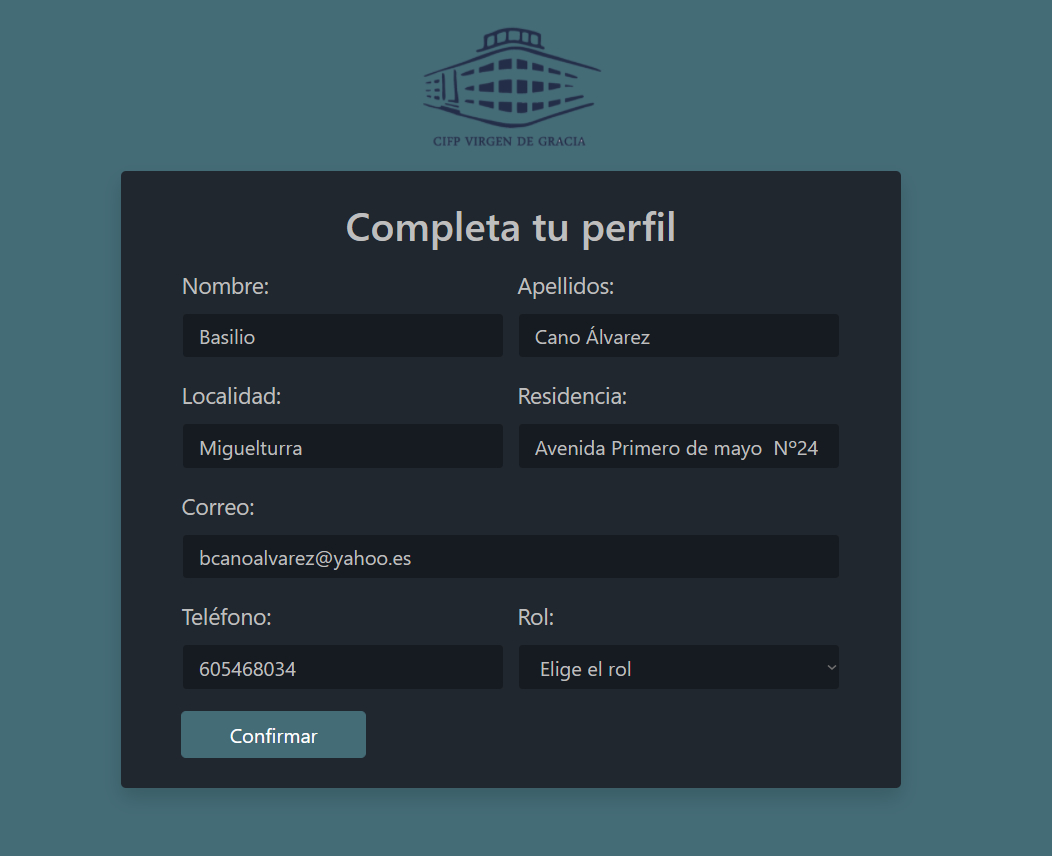 CIFP VIRGEN DE GRACIA
Completa tu perfil
Nombre: Apellidos:
Basilio Cano Álvarez
Localidad: Residencia:
Miguelturra Avenida Primero de mayo  Nº24
Correo:
bcanoalvarez@yahoo.es
Teléfono: Rol:
605468034 Elige el rol
Confirmar